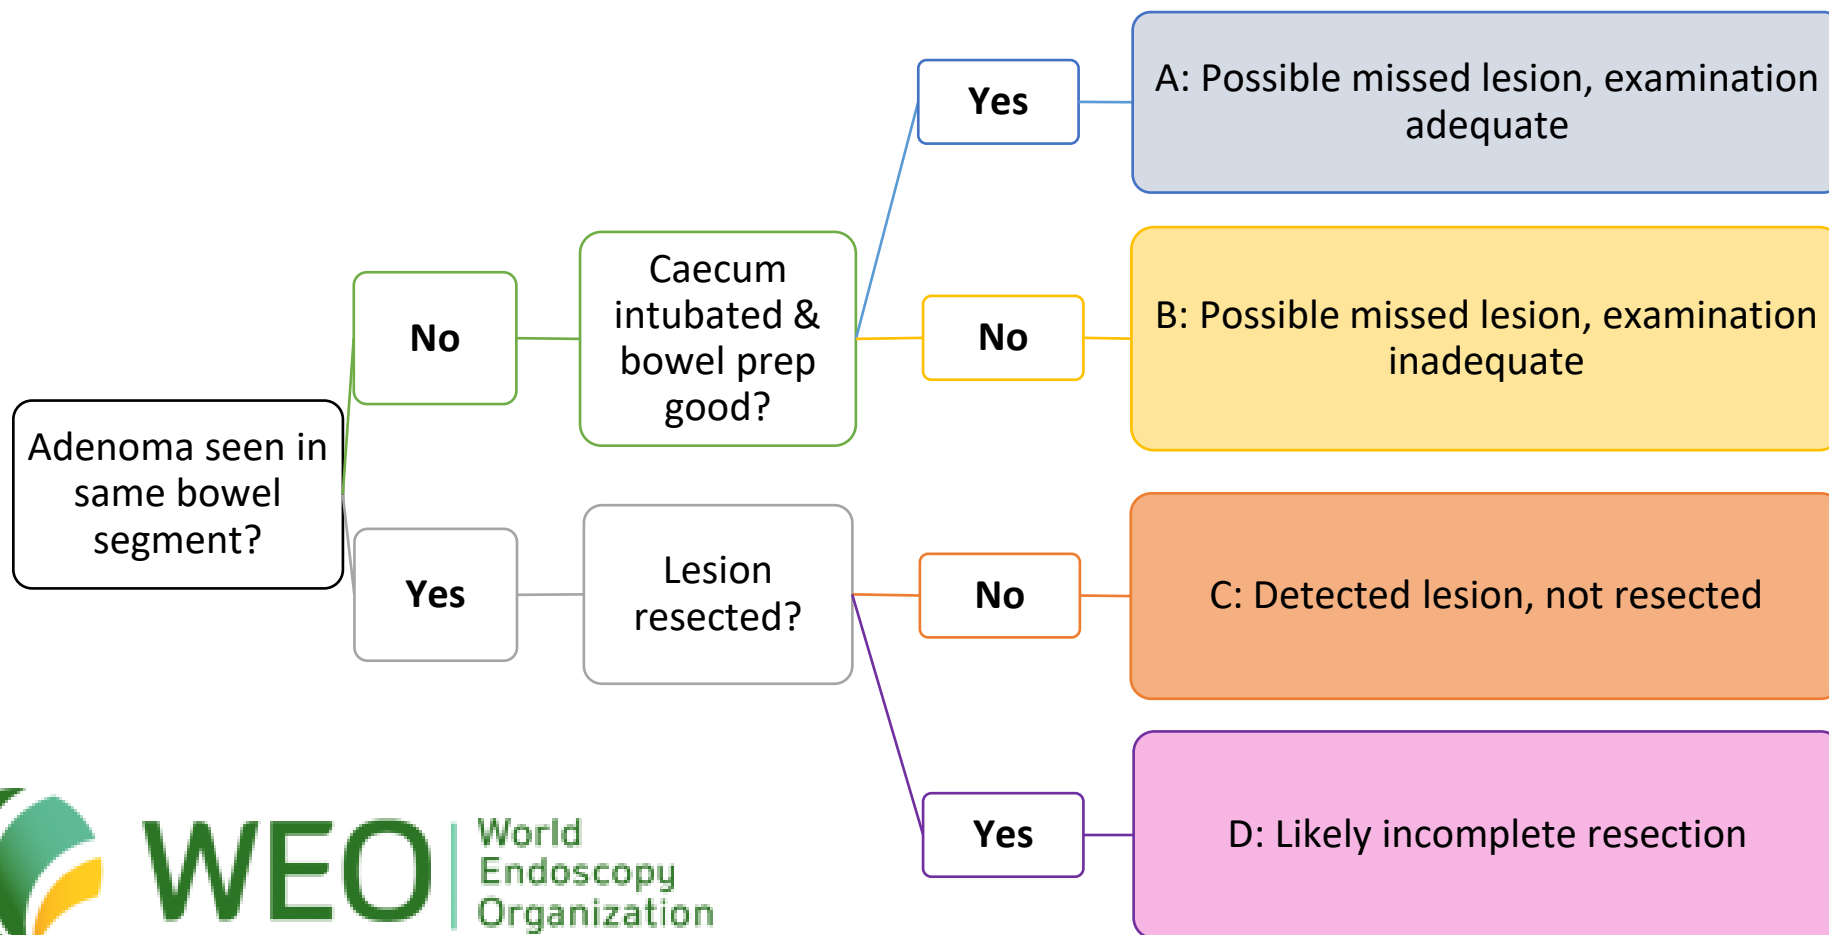 Adenoma seen in
same bowel
segment?
No
Caecum
intubated &
bowel prep
good?
Yes
A: Possible missed lesion, examination
adequate
No
B: Possible missed lesion, examination
inadequate
Yes
Lesion
resected?
No
C: Detected lesion, not resected
Yes
D: Likely incomplete resection
WEO
World
Endoscopy
Organization